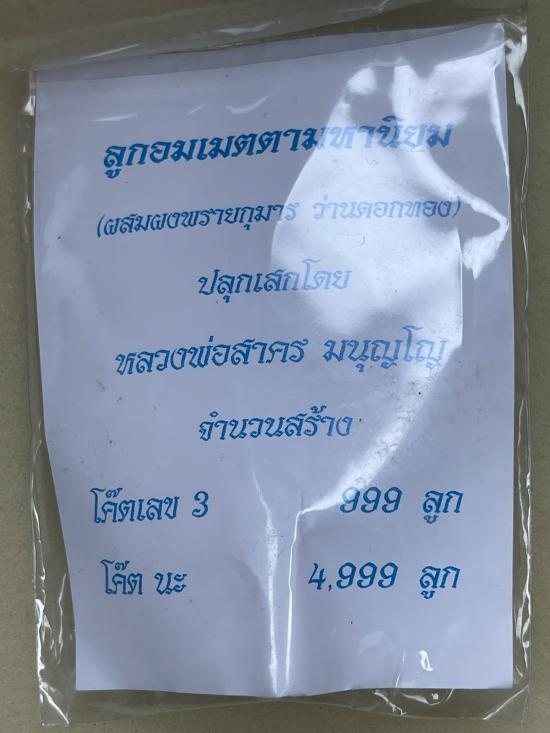 ลูกอมเมตตามหานิยม
(ผสมผงพรายกุมาร ว่านดอกทอง)
ปลุกเสกโดย
หลวงพ่อสาคร มนุญฺโญ
จำนวนสร้าง
โค๊ตเลข 3 999 ลูก
โค๊ต นะ 4,999 ลูก